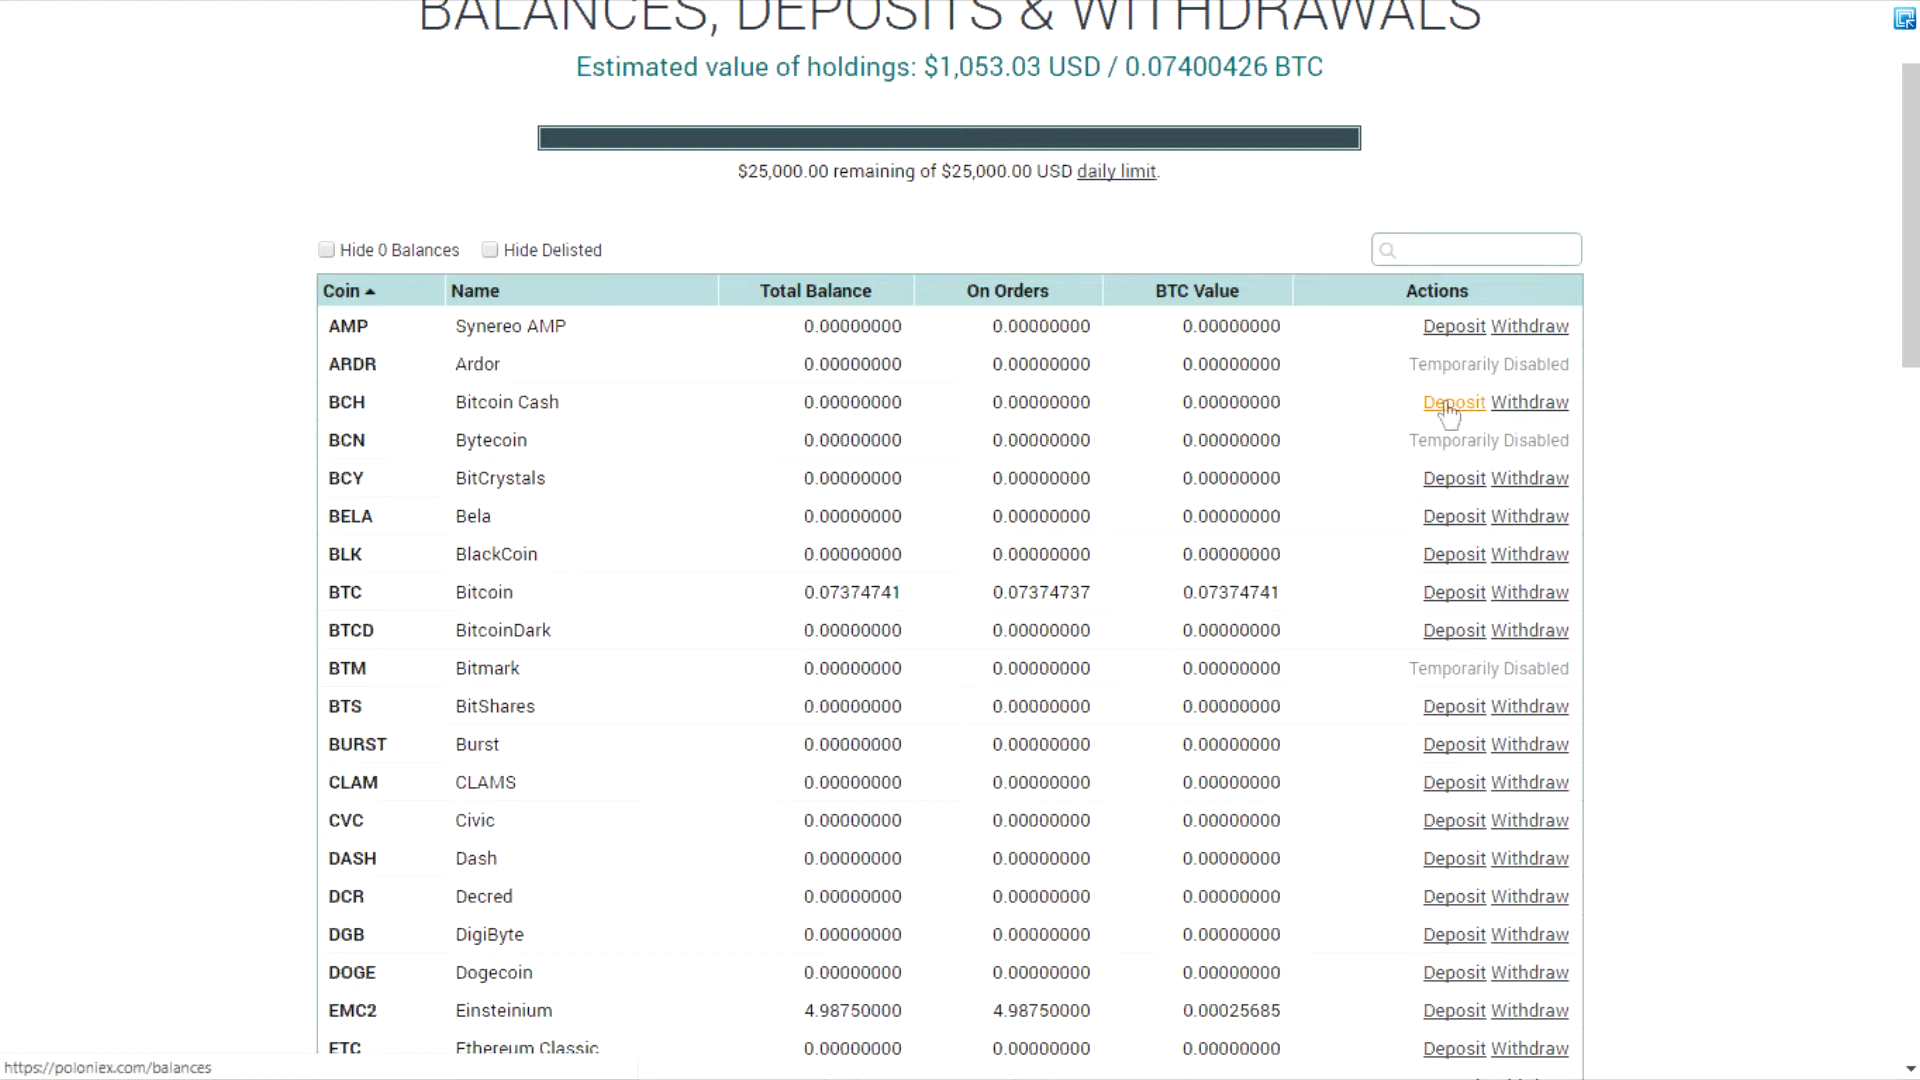 BALANCES, DEPOSITS & WITHDRAWALS
Estimated value of holdings: $1,053.03 USD / 0.07400426 BTC
$25,000.00 remaining of $25,000.00 USD daily limit.
Hide 0 Balances Hide Delisted
Coin Name Total Balance On Orders BTC Value Actions
AMP Synereo AMP 0.00000000 0.00000000 0.00000000 Deposit Withdraw
ARDR Ardor 0.00000000 0.00000000 0.00000000 Temporarily Disabled
BCH Bitcoin Cash 0.00000000 0.00000000 0.00000000 Deposit Withdraw
BCN Bytecoin 0.00000000 0.00000000 0.00000000 Temporarily Disabled
BCY BitCrystals 0.00000000 0.00000000 0.00000000 Deposit Withdraw
BELA Bela 0.00000000 0.00000000 0.00000000 Deposit Withdraw
BLK BlackCoin 0.00000000 0.00000000 0.00000000 Deposit Withdraw
BTC Bitcoin 0.07374741 0.07374737 0.07374741 Deposit Withdraw
BTCD BitcoinDark 0.00000000 0.00000000 0.00000000 Deposit Withdraw
BTM Bitmark 0.00000000 0.00000000 0.00000000 Temporarily Disabled
BTS BitShares 0.00000000 0.00000000 0.00000000 Deposit Withdraw
BURST Burst 0.00000000 0.00000000 0.00000000 Deposit Withdraw
CLAM CLAMS 0.00000000 0.00000000 0.00000000 Deposit Withdraw
CVC Civic 0.00000000 0.00000000 0.00000000 Deposit Withdraw
DASH Dash 0.00000000 0.00000000 0.00000000 Deposit Withdraw
DCR Decred 0.00000000 0.00000000 0.00000000 Deposit Withdraw
DGB DigiByte 0.00000000 0.00000000 0.00000000 Deposit Withdraw
DOGE Dogecoin 0.00000000 0.00000000 0.00000000 Deposit Withdraw
EMC2 Einsteinium 4.98750000 4.98750000 0.00025685 Deposit Withdraw
ETC Ethereum Classic 0.00000000 0.00000000 0.00000000 Deposit Withdraw
https://poloniex.com/balances